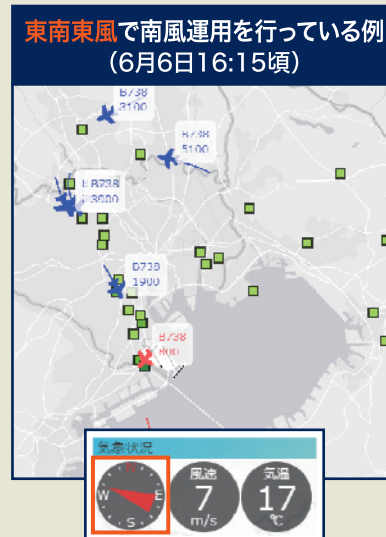 東南東風で南風運用を行っている例
（6月6日16:15頃）
B738
3100
B738
5100
B738
3900
B738
1900
B738
800
気象状況
W
E
S
風速
7
m/s
気温
17
℃